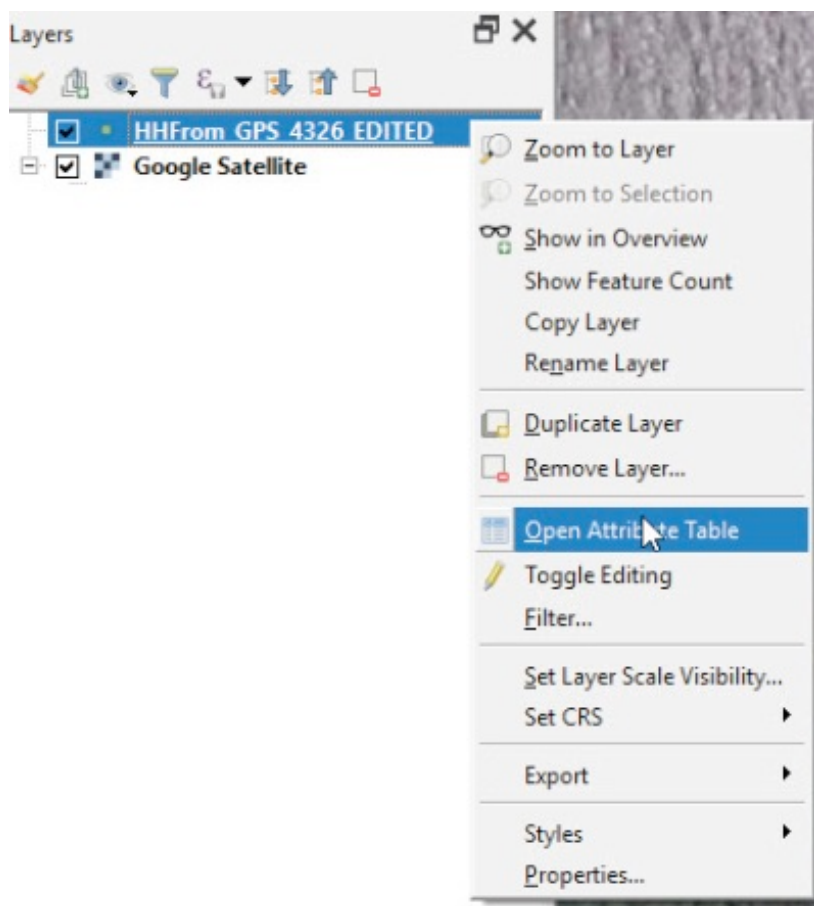 Layers
HHFrom GPS 4326 EDITED
Google Satellite
Zoom to Layer
Zoom to Selection
Show in Overview
Show Feature Count
Copy Layer
Rename Layer
Duplicate Layer
Remove Layer...
Open Attribute Table
Toggle Editing
Filter...
Set Layer Scale Visibility...
Set CRS
Export
Styles
Properties...